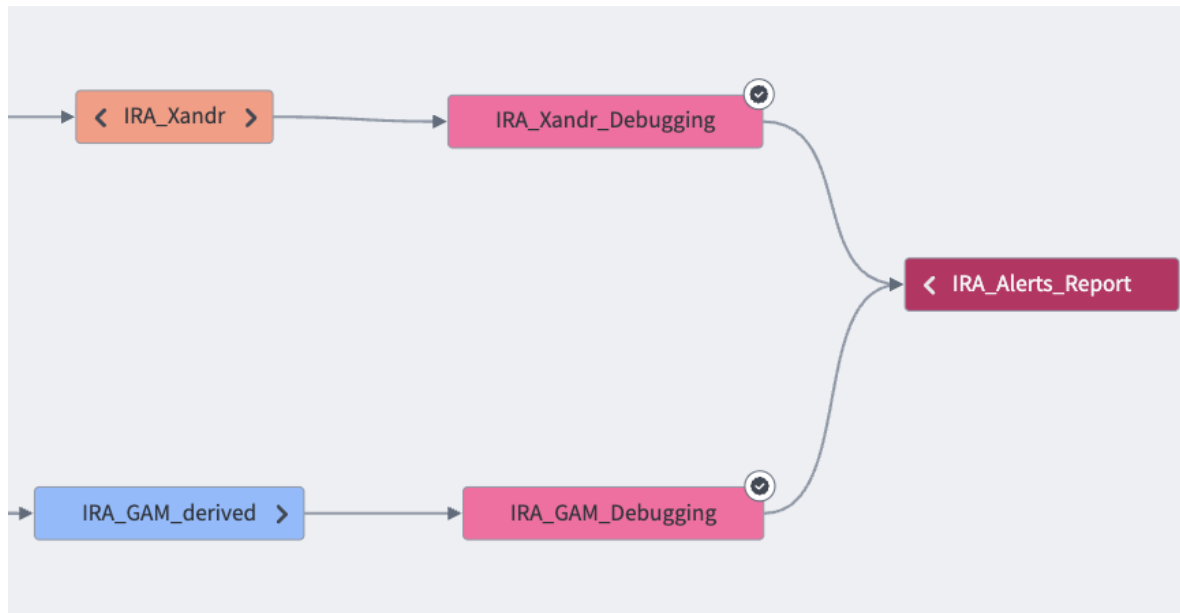 IRA_Xandr
IRA_Xandr_Debugging
IRA_Alerts_Report
IRA_GAM_derived
IRA_GAM_Debugging